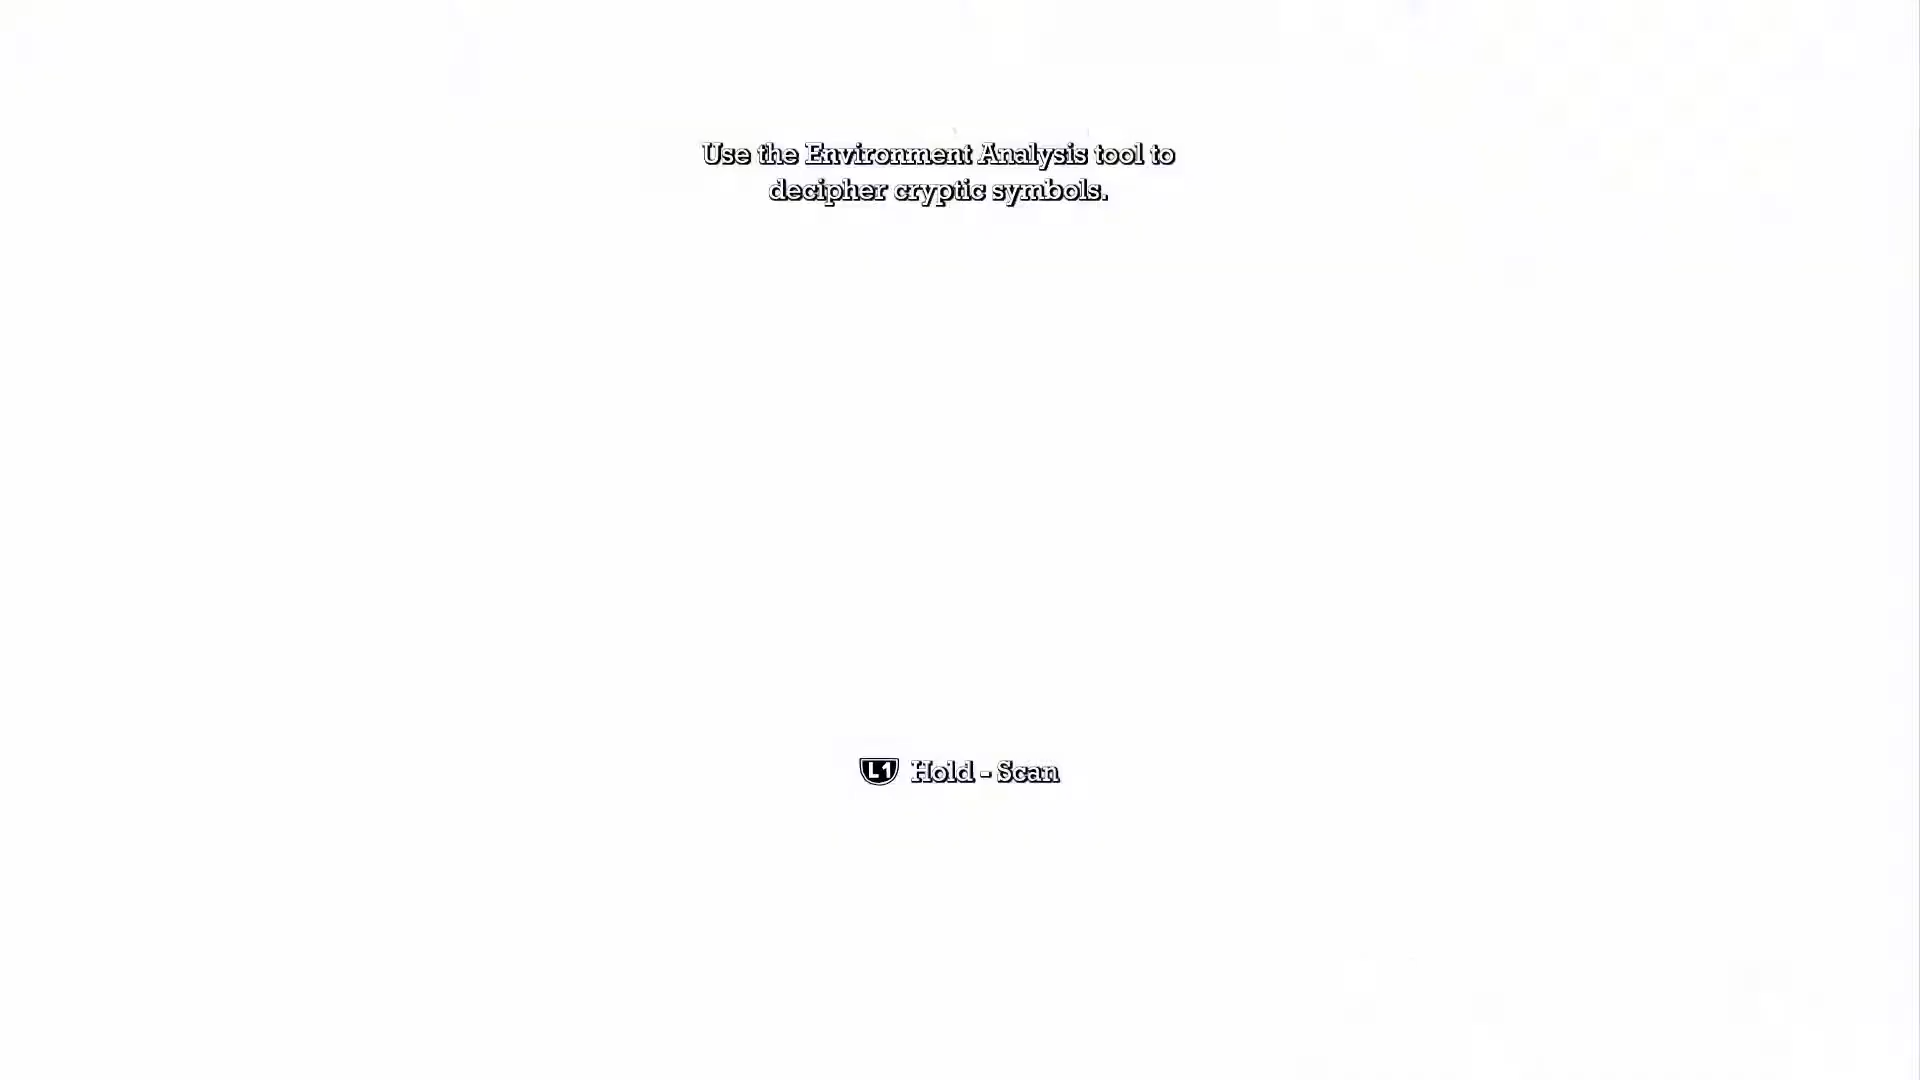 Use the Environment Analysis tool to
decipher cryptic symbols.
L1 Hold - Scan